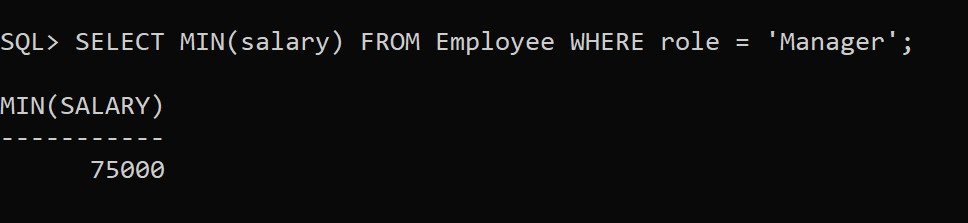 SQL> SELECT MIN(salary) FROM Employee WHERE role = 'Manager';
MIN(SALARY)
-----------
75000